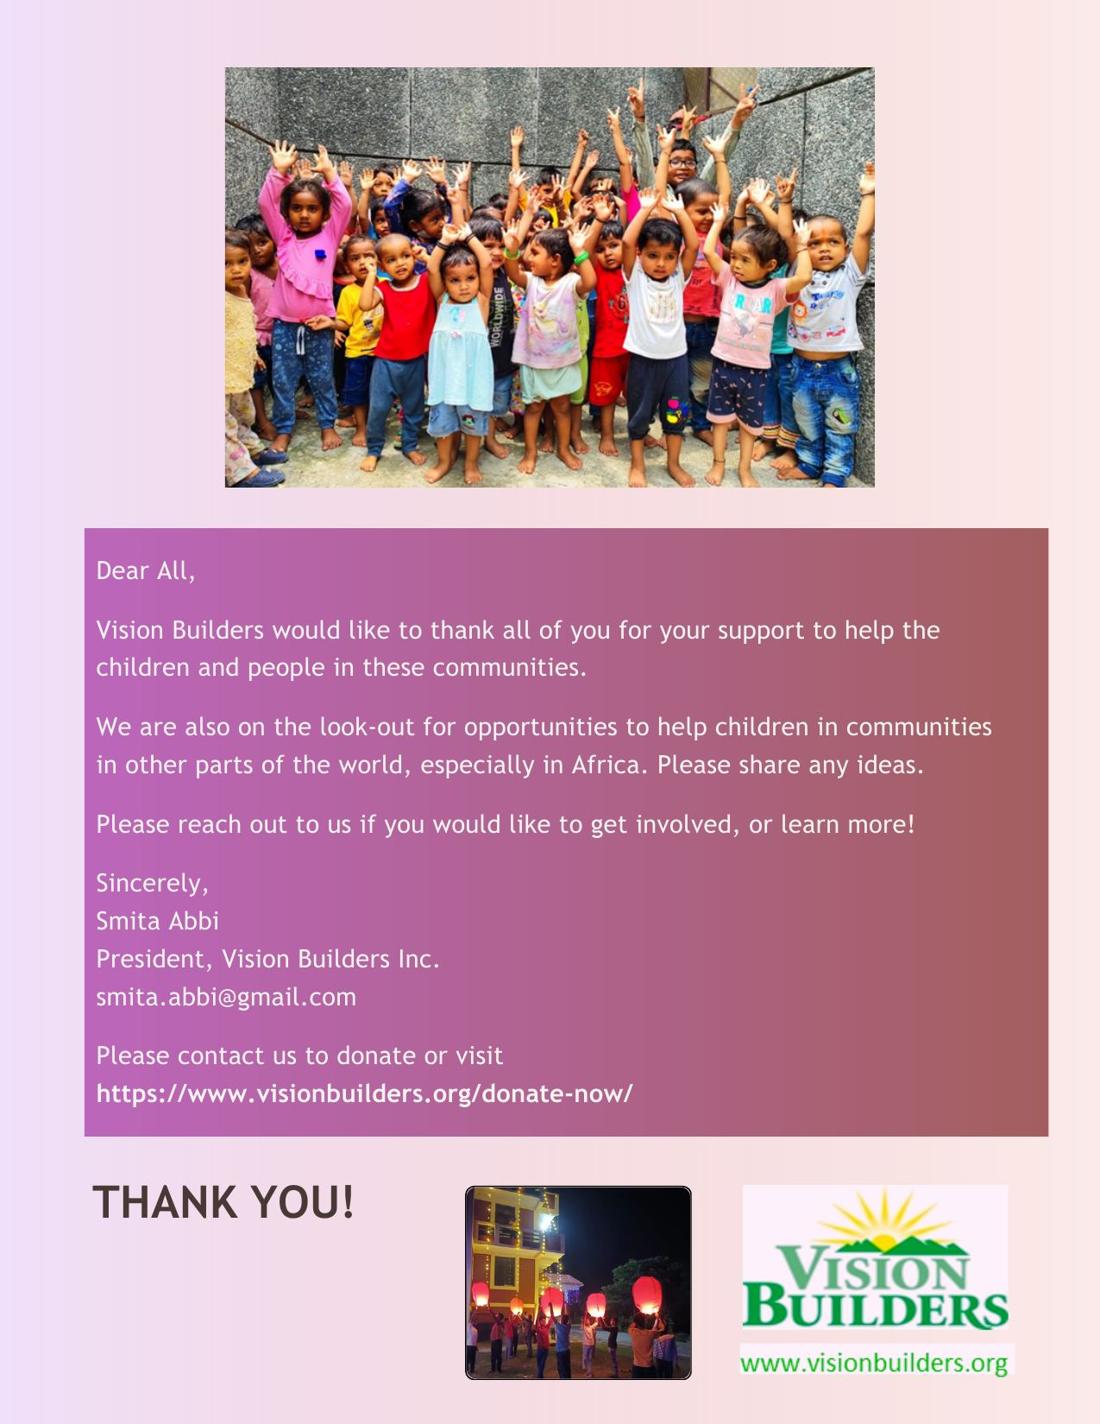 WORLDWIDE
Dear All,
Vision Builders would like to thank all of you for your support to help the
children and people in these communities.
We are also on the look-out for opportunities to help children in communities
in other parts of the world, especially in Africa. Please share any ideas.
Please reach out to us if you would like to get involved, or learn more!
Sincerely,
Smita Abbi
President, Vision Builders Inc.
smita.abbi@gmail.com
Please contact us to donate or visit
https://www.visionbuilders.org/donate-now/
THANK YOU!
VISION
BUILDERS
www.visionbuilders.org